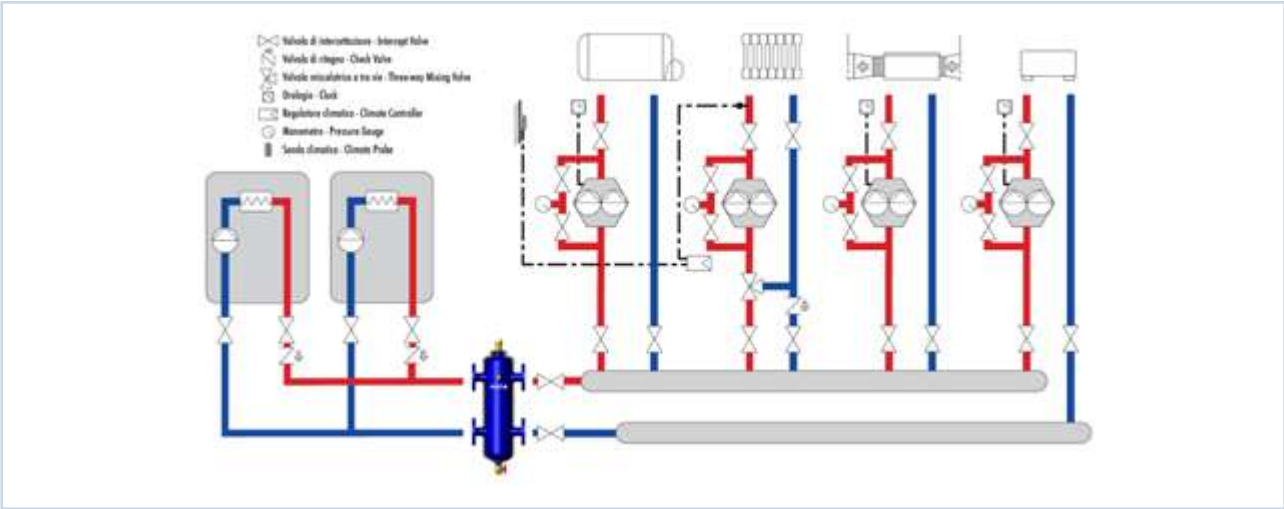 Valvola di intercettazione - Intercept Valve
Valvola di ritegno - Check Valve
Valvola miscelatrice a tre vie - Three-way Mixing Valve
Orologio - Clock
Regolatore climatico - Climate Controller
Manometro - Pressure Gauge
Sonda climatica - Climate Probe